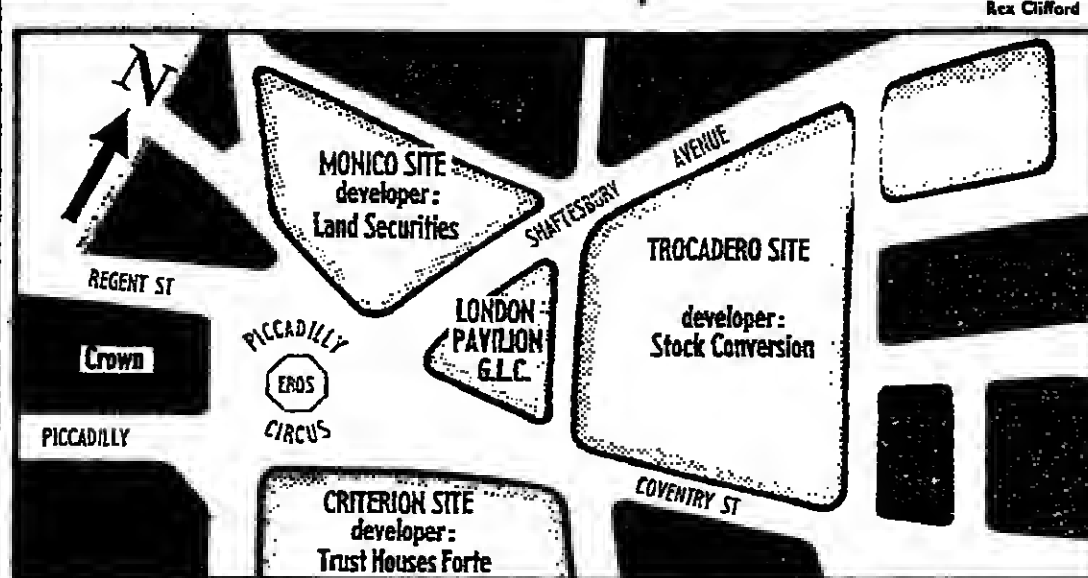 Rex Clifford
N
MONICO SITE
developer:
Land Securities
SHAFTESBURY
AVENUE
TROCADERO SITE
developer:
Stock Conversion
REGENT ST
LONDON
PAVILION
G.L.C.
Crown
PICCADILLY
EROS
CIRCUS
PICCADILLY
COVENTRY ST
CRITERION SITE
developer:
Trust Houses Forte